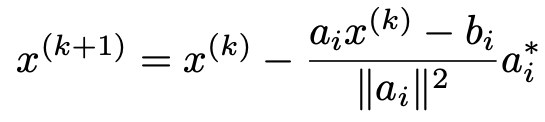 x^{(k+1)} = x^{(k)} - \frac{a_i x^{(k)} - b_i}{\|a_i\|^2} a_i^*